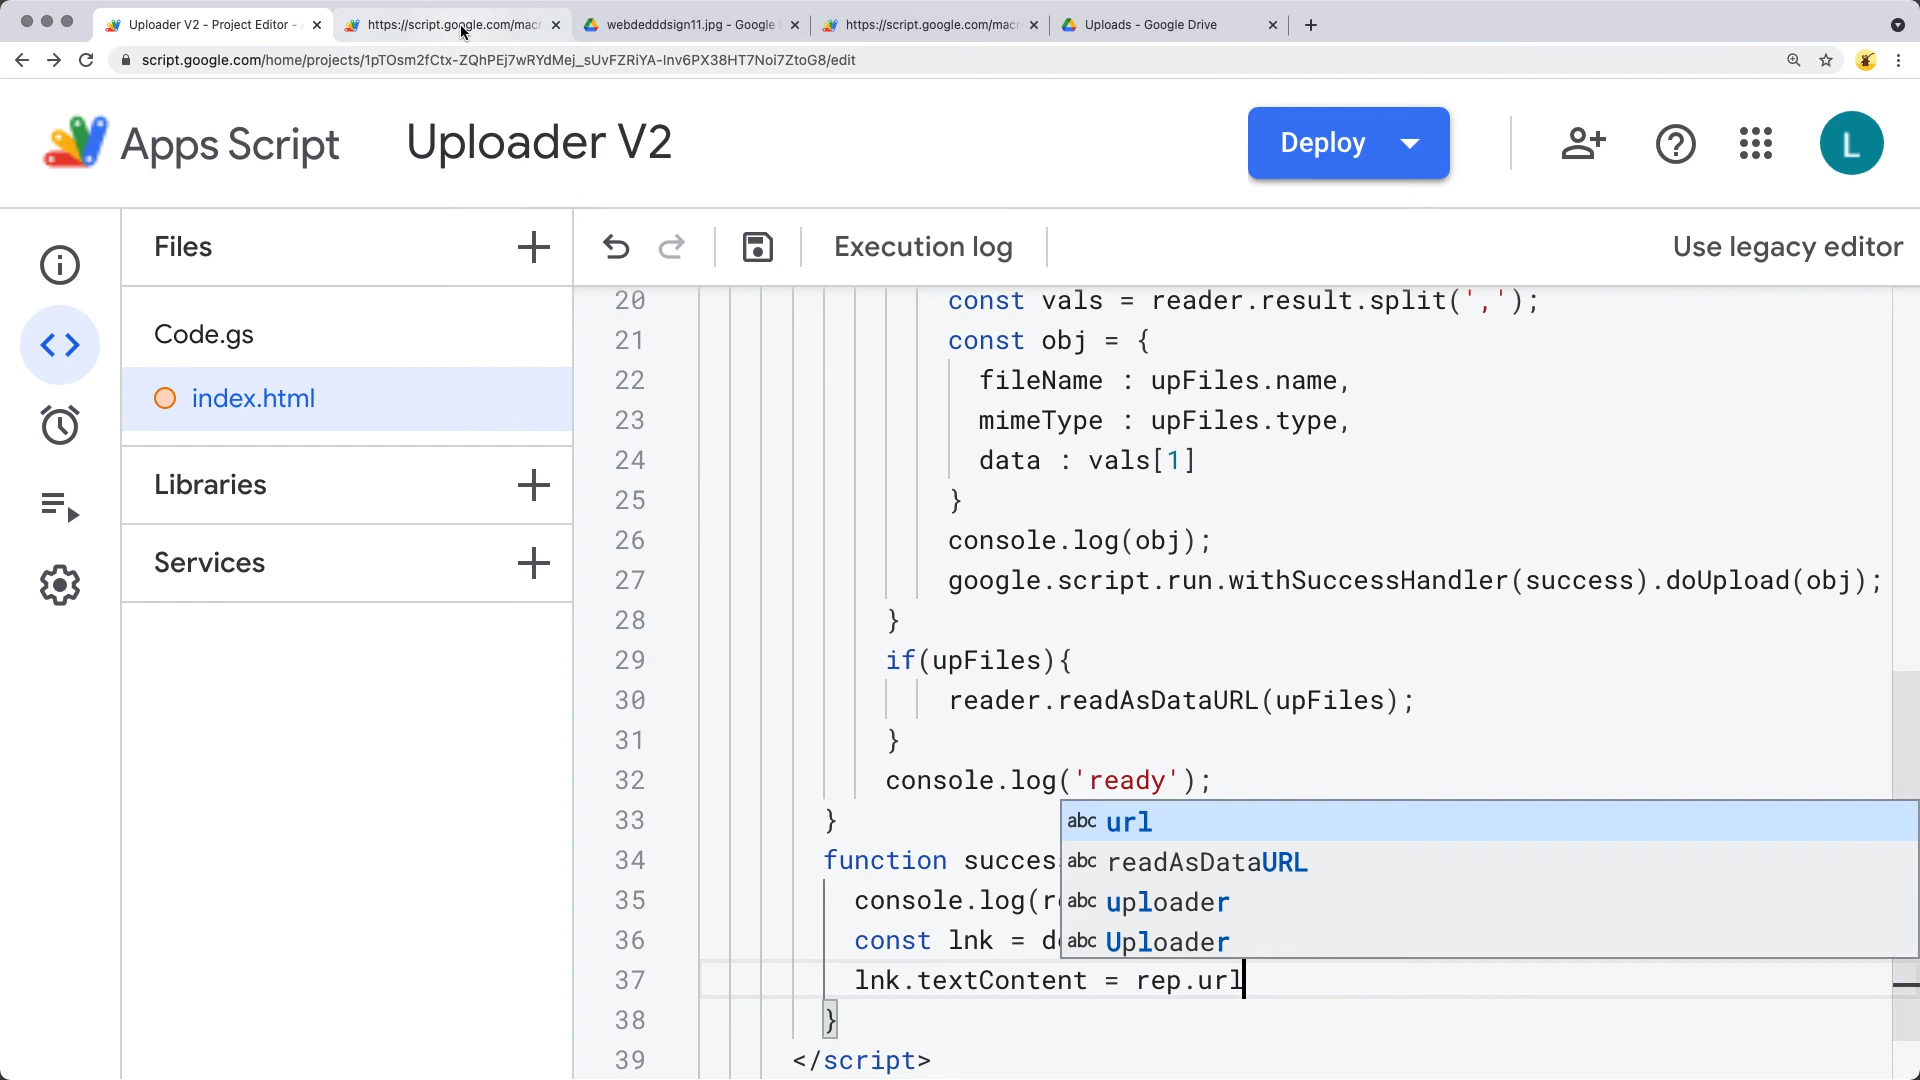 Uploader V2 - Project Editor -
https://script.google.com/macr
webdedddsign11.jpg - Google
https://script.google.com/macr
Uploads - Google Drive
script.google.com/home/projects/1pTOsm2fCtx-ZQhPEj7wRYdMej_sUvFZRiYA-Inv6PX38HT7Noi7ZtoG8/edit
Apps Script
Uploader V2
Deploy
L
Files
Execution log
Use legacy editor
Code.gs
index.html
Libraries
Services
20 const vals = reader.result.split(',');
21 const obj = {
22 fileName : upFiles.name,
23 mimeType : upFiles.type,
24 data : vals[1]
25 }
26 console.log(obj);
27 google.script.run.withSuccessHandler(success).doUpload(obj);
28 }
29 if(upFiles){
30 reader.readAsDataURL(upFiles);
31 }
32 console.log('ready');
33 }
34 function succes
35 console.log(re
36 const lnk = do
37 lnk.textContent = rep.url
38 }
39 </script>
abc url
abc readAsDataURL
abc uploader
abc Uploader